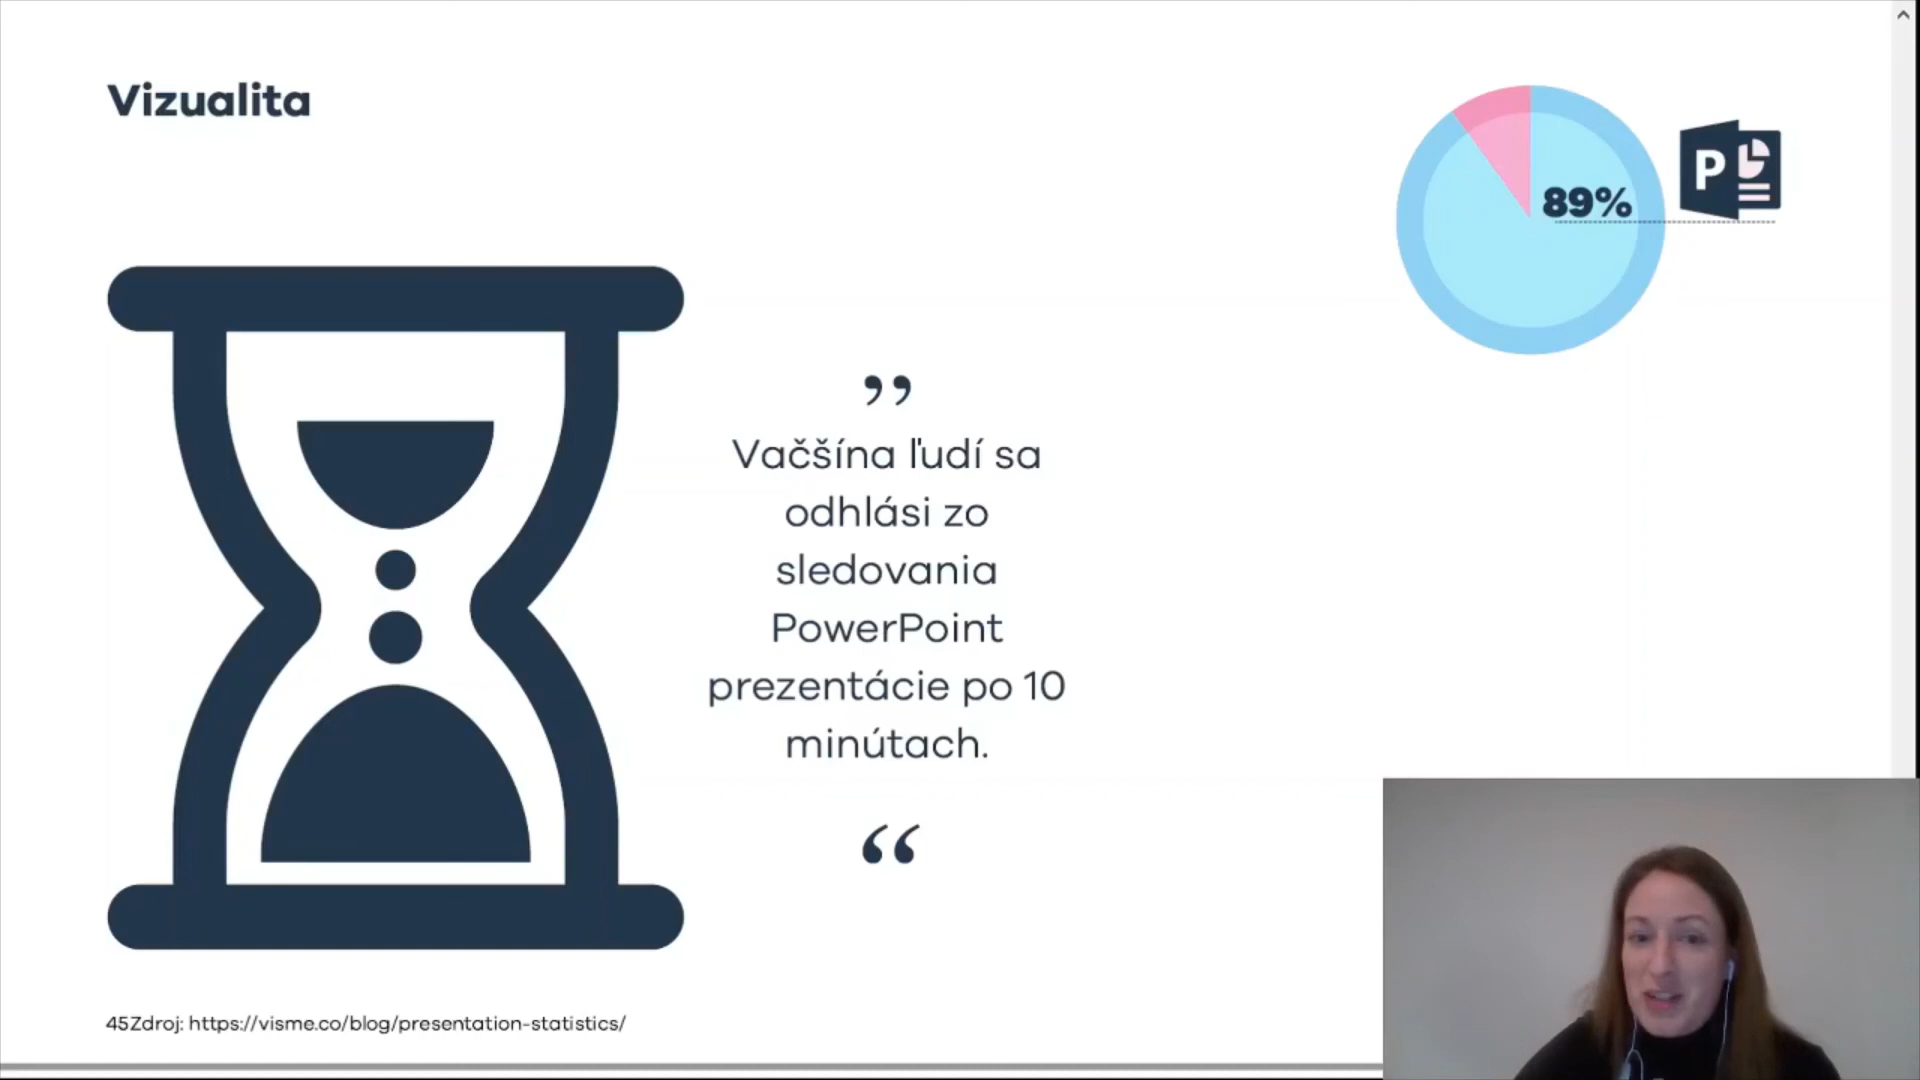 Vizualita
89%
P
”
Vačšína ľudí sa
odhlási zo
sledovania
PowerPoint
prezentácie po 10
minútach.
“
45Zdroj: https://visme.co/blog/presentation-statistics/